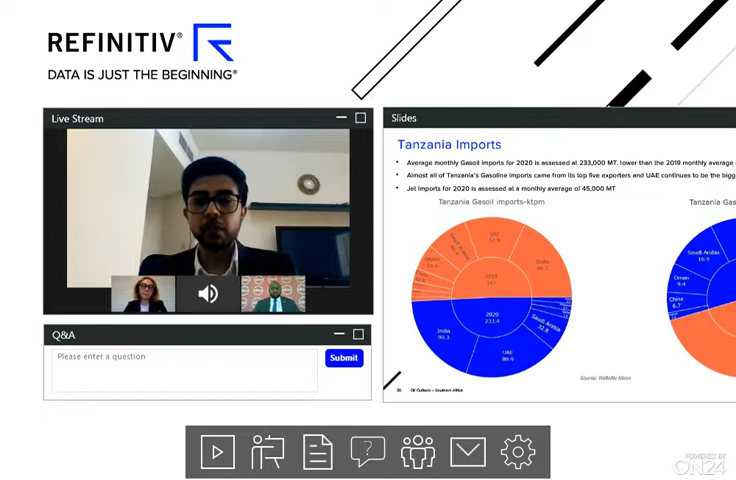 REFINITIV®
DATA IS JUST THE BEGINNING®
Live Stream
Slides
Tanzania Imports
• Average monthly Gasoil imports for 2020 is assessed at 233,000 MT. lower than the 2019 monthly average
• Almost all of Tanzania's Gasoline imports came from its top five exporters and UAE continues to be the bigg
• Jet Imports for 2020 is assessed at a monthly average of 45,000 MT
Tanzania Gasoil imports-ktpm
Tanzania Gas
UAE
India
Saudi Arabia
Oman
2019
241
2020
233.4
India
90.3
UAE
89.9
Saudi Arabia
32.8
Saudi Arabia
16.9
Oman
9.4
China
6.7
Source: Refinitiv Eikon
Oil Outlook – Southern Africa
Q&A
Please enter a question
Submit
POWERED BY
ON24